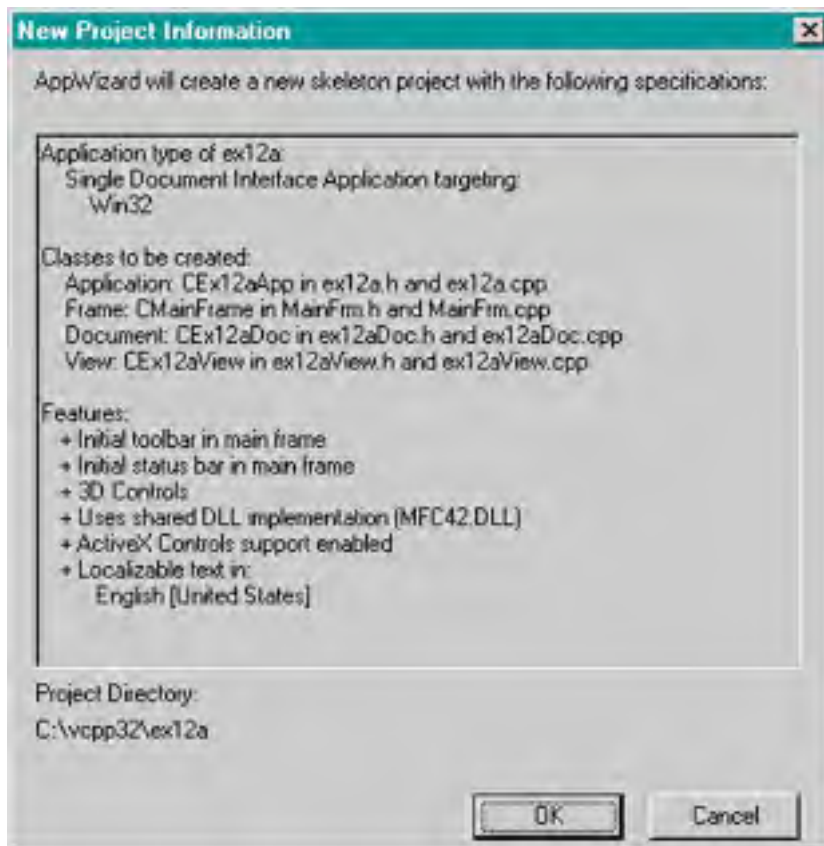 New Project Information
AppWizard will create a new skeleton project with the following specifications:
Application type of ex12a:
Single Document Interface Application targeting:
Win32
Classes to be created:
Application: CEx12aApp in ex12a.h and ex12a.cpp
Frame: CMainFrame in MainFrm.h and MainFrm.cpp
Document: CEx12aDoc in ex12aDoc.h and ex12aDoc.cpp
View: CEx12aView in ex12aView.h and ex12aView.cpp
Features:
+ Initial toolbar in main frame
+ Initial status bar in main frame
+ 3D Controls
+ Uses shared DLL implementation (MFC42.DLL)
+ ActiveX Controls support enabled
+ Localizable text in:
English [United States]
Project Directory:
C:\vcpp32\ex12a
OK
Cancel